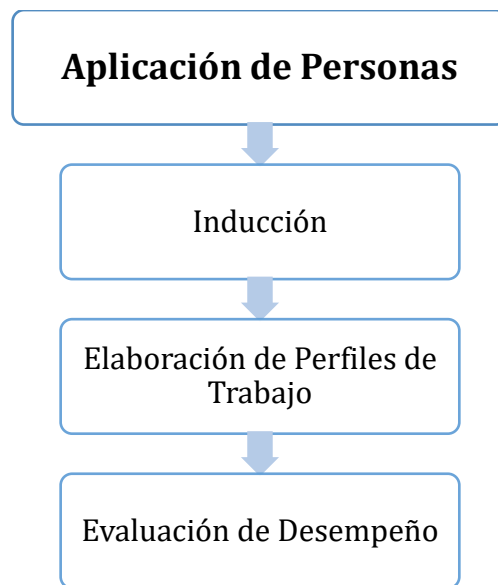 Aplicación de Personas
Inducción
Elaboración de Perfiles de
Trabajo
Evaluación de Desempeño